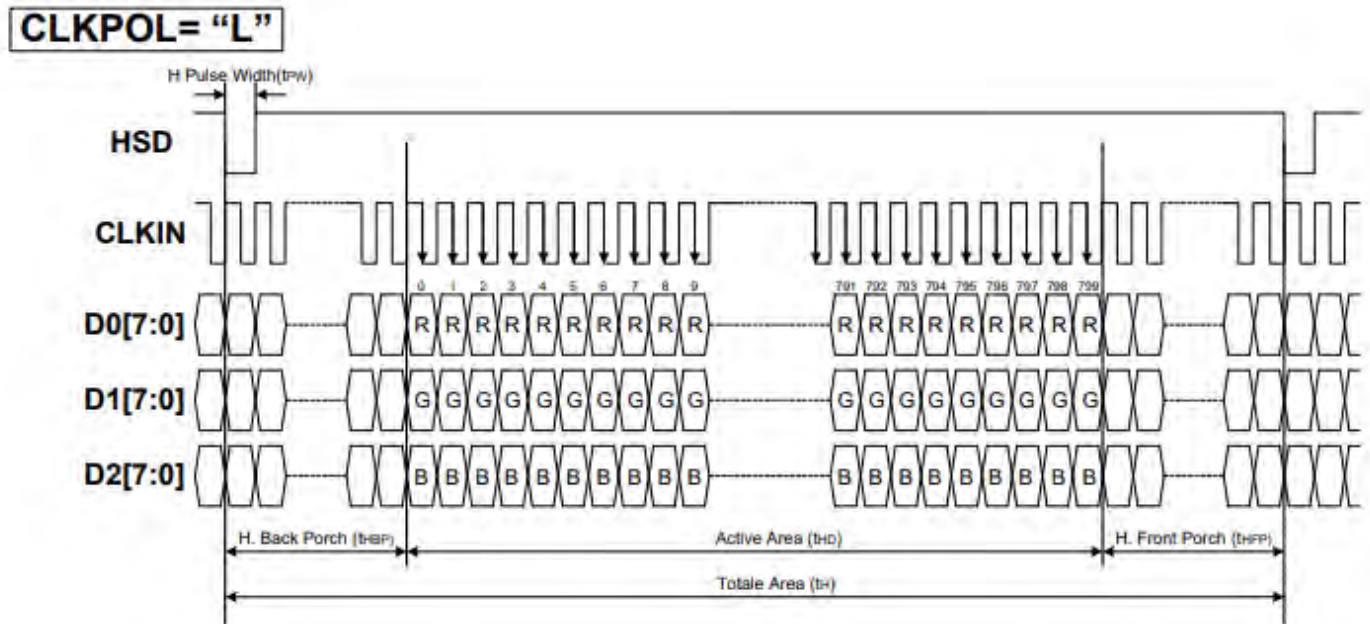 CLKPOL= “L”
H Pulse Width(tPW)
HSD
CLKIN
0 1 2 3 4 5 6 7 8 9 791 792 793 794 795 796 797 798 799
D0[7:0] R R R R R R R R R R R R R R R R R R R
D1[7:0] G G G G G G G G G G G G G G G G G G G
D2[7:0] B B B B B B B B B B B B B B B B B B B
H. Back Porch (tHBP) Active Area (tHD) H. Front Porch (tHFP)
Totale Area (tH)